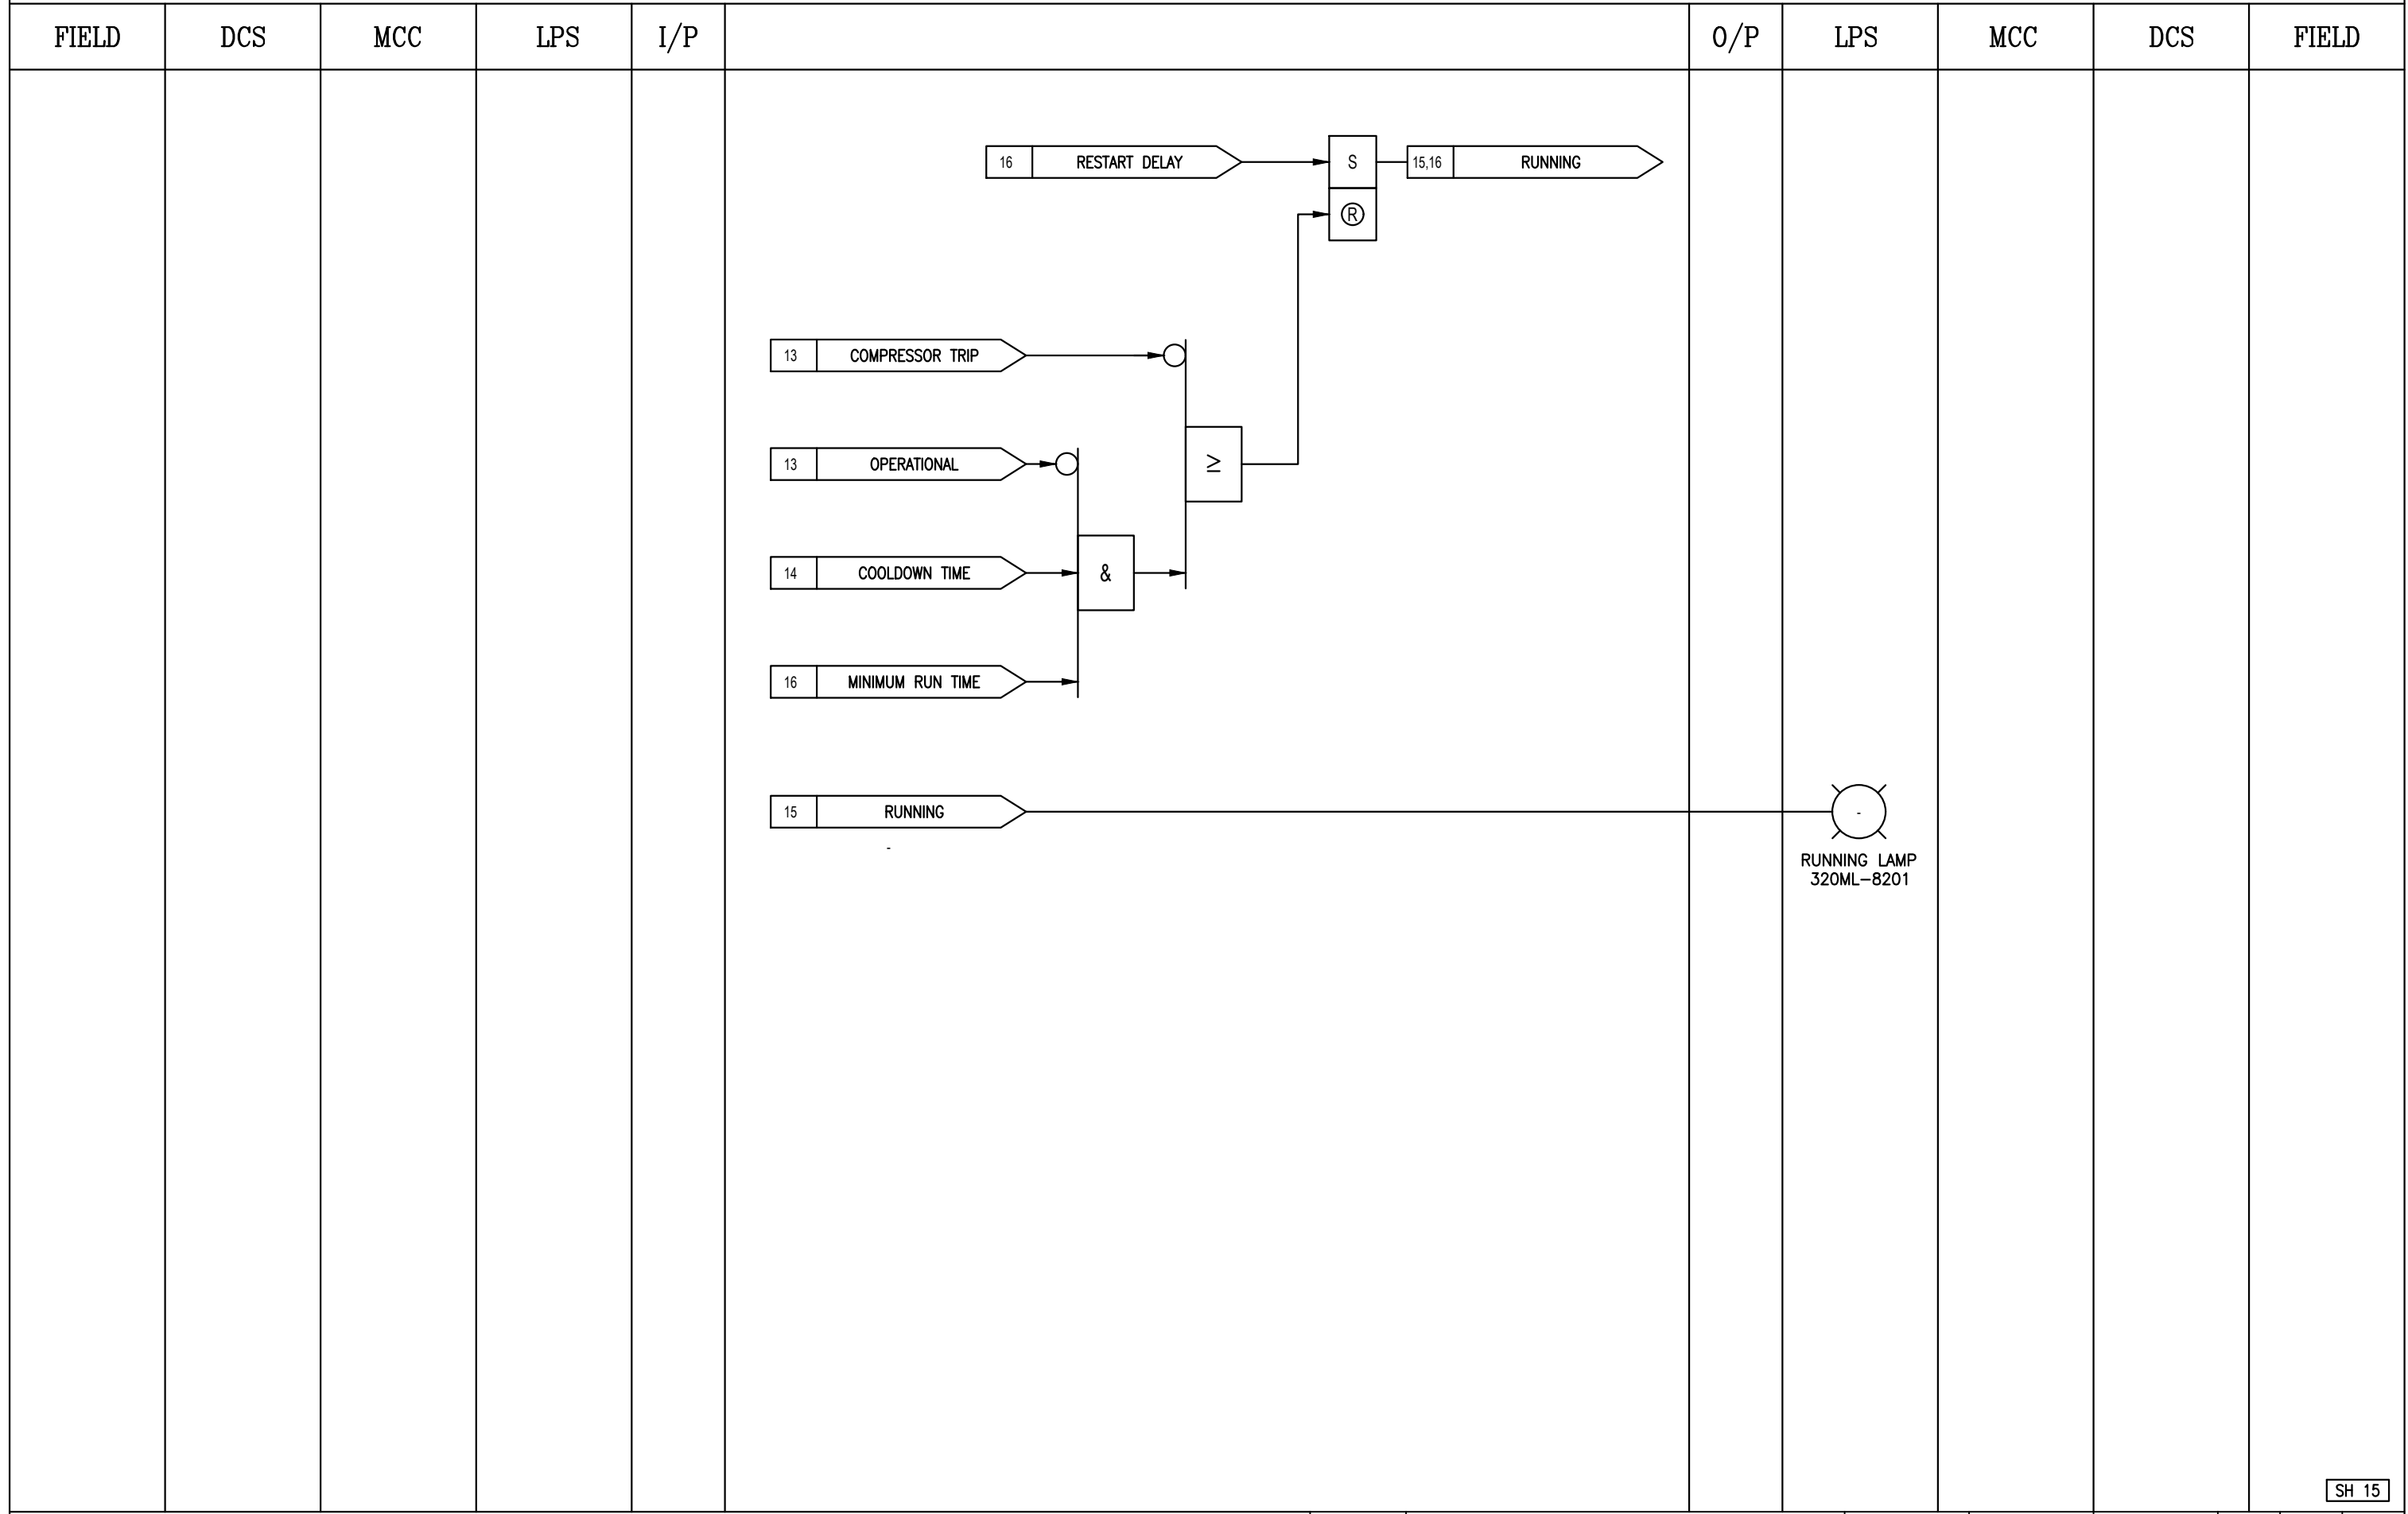 FIELD DCS MCC LPS I/P O/P LPS MCC DCS FIELD
16 RESTART DELAY S 15,16 RUNNING
R
13 COMPRESSOR TRIP
13 OPERATIONAL ≥
14 COOLDOWN TIME &
16 MINIMUM RUN TIME
15 RUNNING -
-
RUNNING LAMP
320ML-8201
SH 15